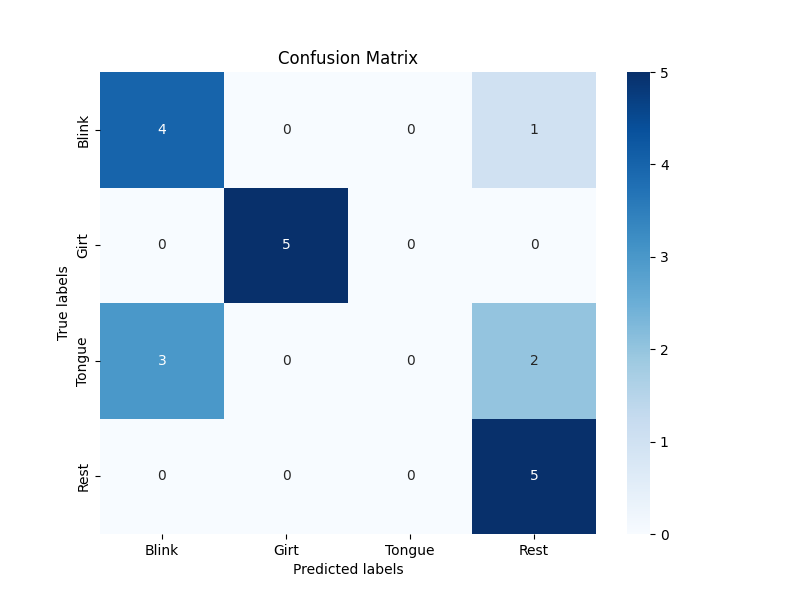 Confusion Matrix
True labels
Blink
4 0 0 1
Girt
0 5 0 0
Tongue
3 0 0 2
Rest
0 0 0 5
Blink Girt Tongue Rest
Predicted labels
5
4
3
2
1
0